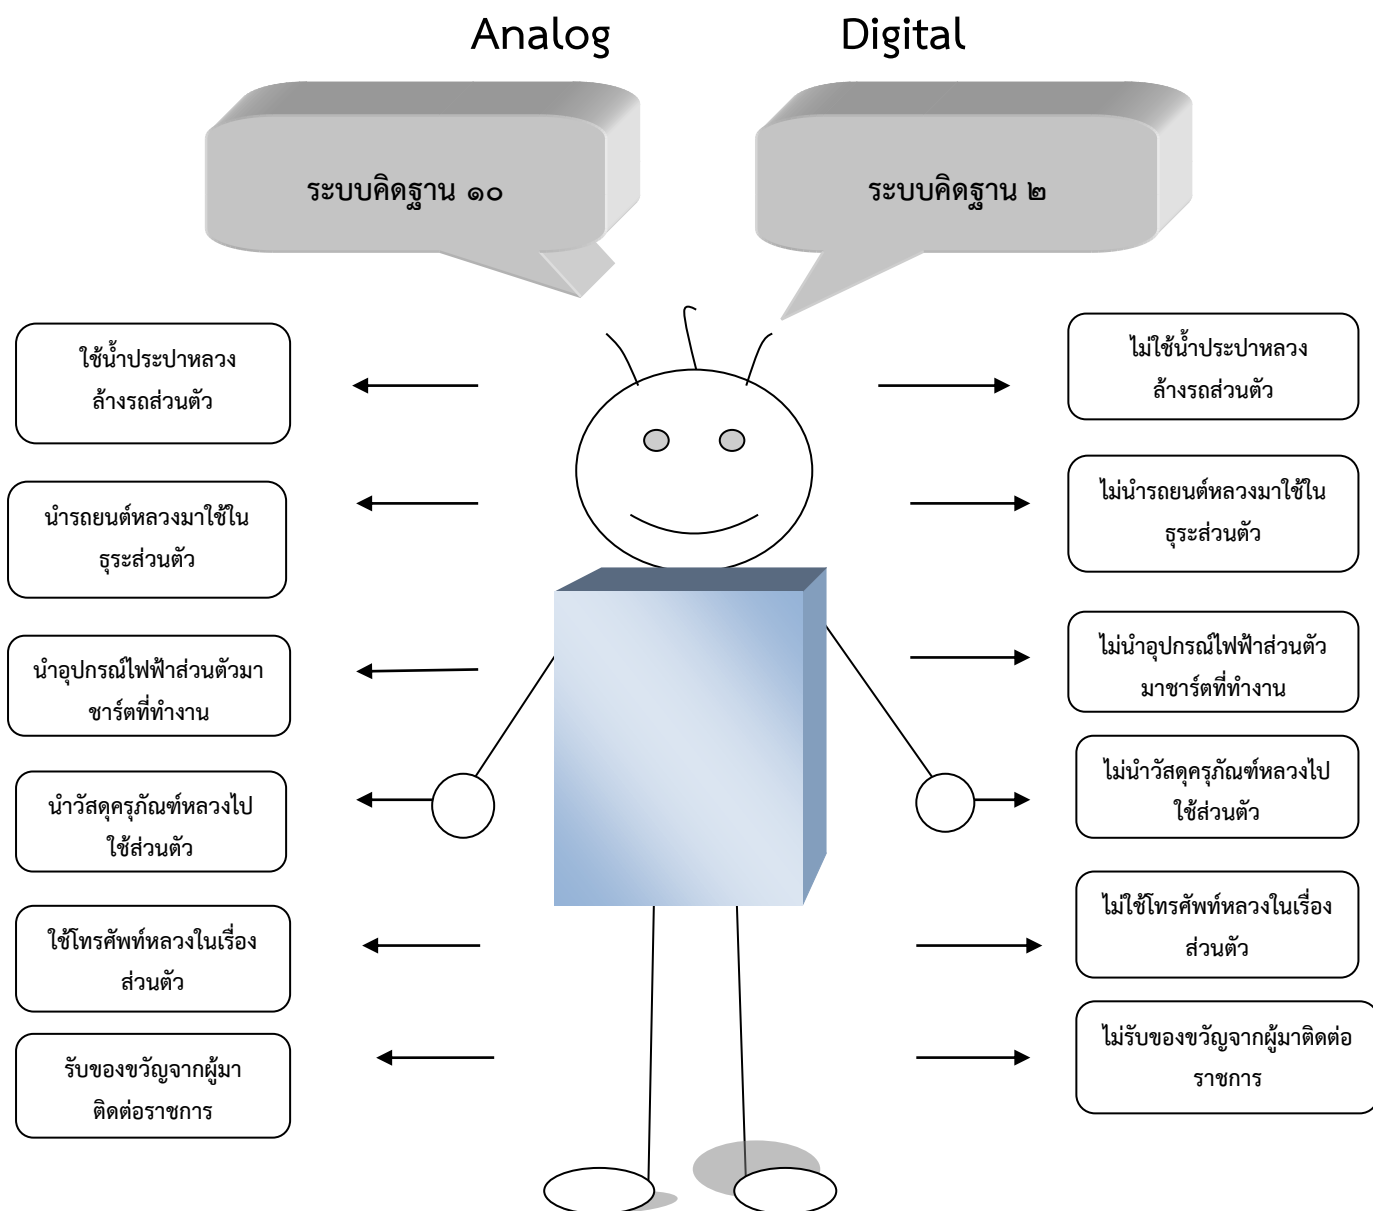 Analog
Digital
ระบบคิดฐาน ๑๐
ระบบคิดฐาน ๒
ใช้น้ำประปาหลวง
ล้างรถส่วนตัว
นำรถยนต์หลวงมาใช้ใน
ธุระส่วนตัว
นำอุปกรณ์ไฟฟ้าส่วนตัวมา
ชาร์ตที่ทำงาน
นำวัสดุครุภัณฑ์หลวงไป
ใช้ส่วนตัว
ใช้โทรศัพท์หลวงในเรื่อง
ส่วนตัว
รับของขวัญจากผู้มา
ติดต่อราชการ
ไม่ใช้น้ำประปาหลวง
ล้างรถส่วนตัว
ไม่นำรถยนต์หลวงมาใช้ใน
ธุระส่วนตัว
ไม่นำอุปกรณ์ไฟฟ้าส่วนตัว
มาชาร์ตที่ทำงาน
ไม่นำวัสดุครุภัณฑ์หลวงไป
ใช้ส่วนตัว
ไม่ใช้โทรศัพท์หลวงในเรื่อง
ส่วนตัว
ไม่รับของขวัญจากผู้มาติดต่อ
ราชการ